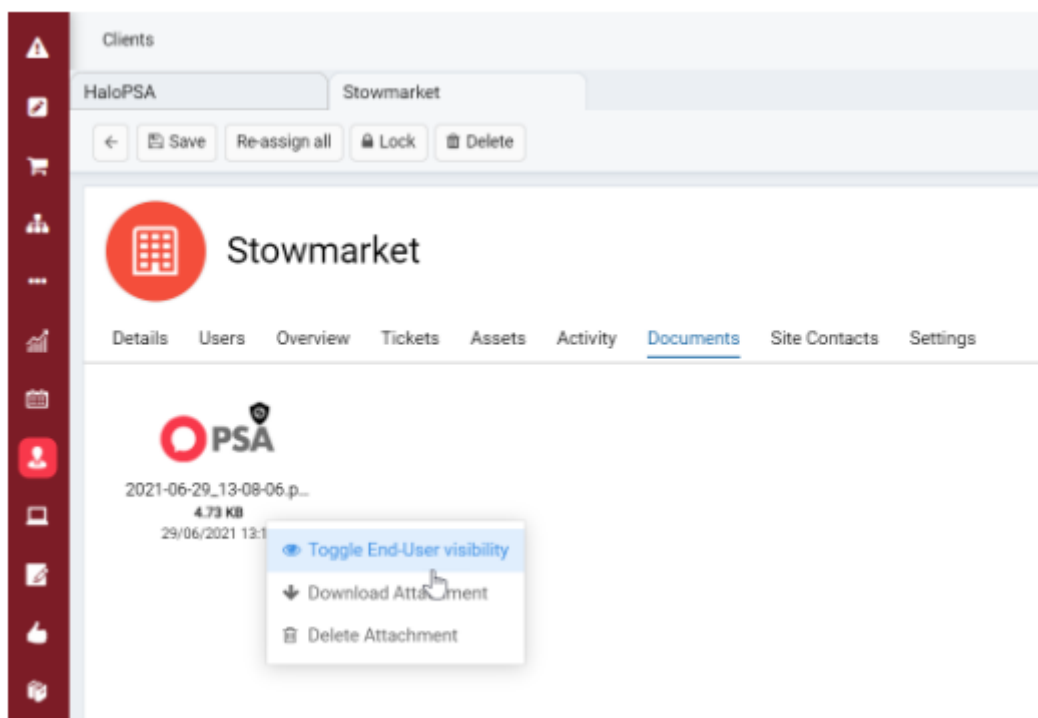 Clients
HaloPSA Stowmarket
Save Re-assign all Lock Delete
Stowmarket
Details Users Overview Tickets Assets Activity Documents Site Contacts Settings
PSA
2021-06-29_13-08-06.p...
4.73 KB
29/06/2021 13:1
Toggle End-User visibility
Download Attachment
Delete Attachment